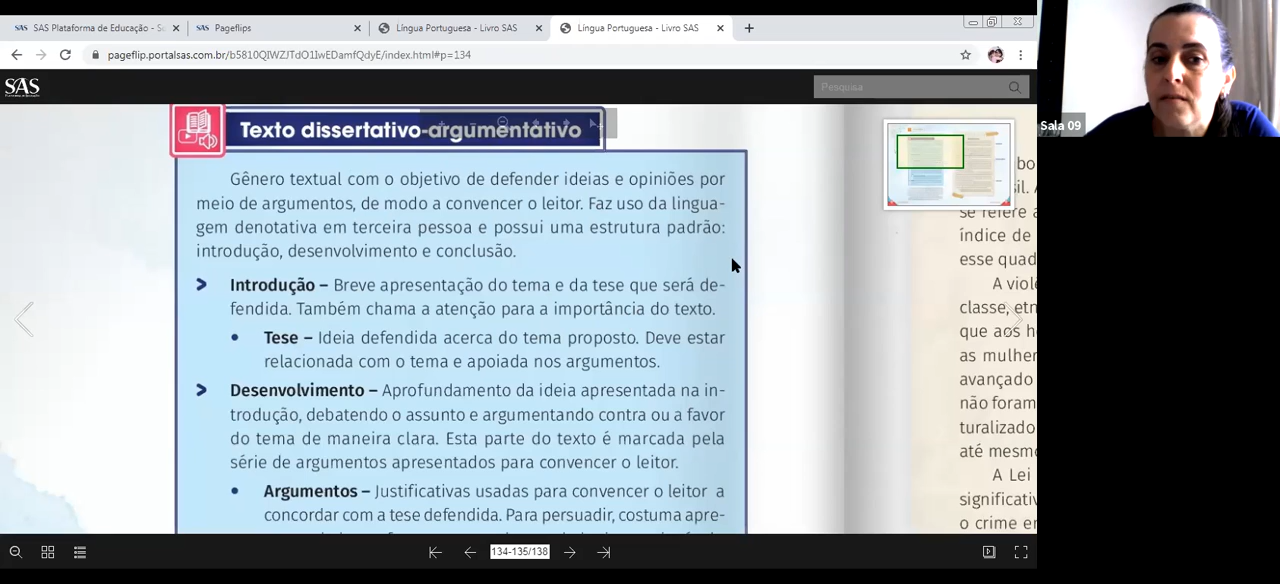 SAS Plataforma de Educação - S
Pageflips
Língua Portuguesa - Livro SAS
Língua Portuguesa - Livro SAS
pageflip.portalsas.com.br/b5810QIWZJTdO1IwEDamfQdyE/index.html#p=134
SAS
Pesquisa
Sala 09
Texto dissertativo-argumentativo
Gênero textual com o objetivo de defender ideias e opiniões por
meio de argumentos, de modo a convencer o leitor. Faz uso da lingua-
gem denotativa em terceira pessoa e possui uma estrutura padrão:
introdução, desenvolvimento e conclusão.
Introdução – Breve apresentação do tema e da tese que será de-
fendida. Também chama a atenção para a importância do texto.
• Tese – Ideia defendida acerca do tema proposto. Deve estar
relacionada com o tema e apoiada nos argumentos.
Desenvolvimento – Aprofundamento da ideia apresentada na in-
trodução, debatendo o assunto e argumentando contra ou a favor
do tema de maneira clara. Esta parte do texto é marcada pela
série de argumentos apresentados para convencer o leitor.
• Argumentos – Justificativas usadas para convencer o leitor a
concordar com a tese defendida. Para persuadir, costuma apre-
bo
sil. A
se refere a
índice de
esse quad
A viol
classe, etn
que aos h
as mulher
avançado
não foram
turalizado
até mesm
A Lei
significativ
o crime em
134-135/138